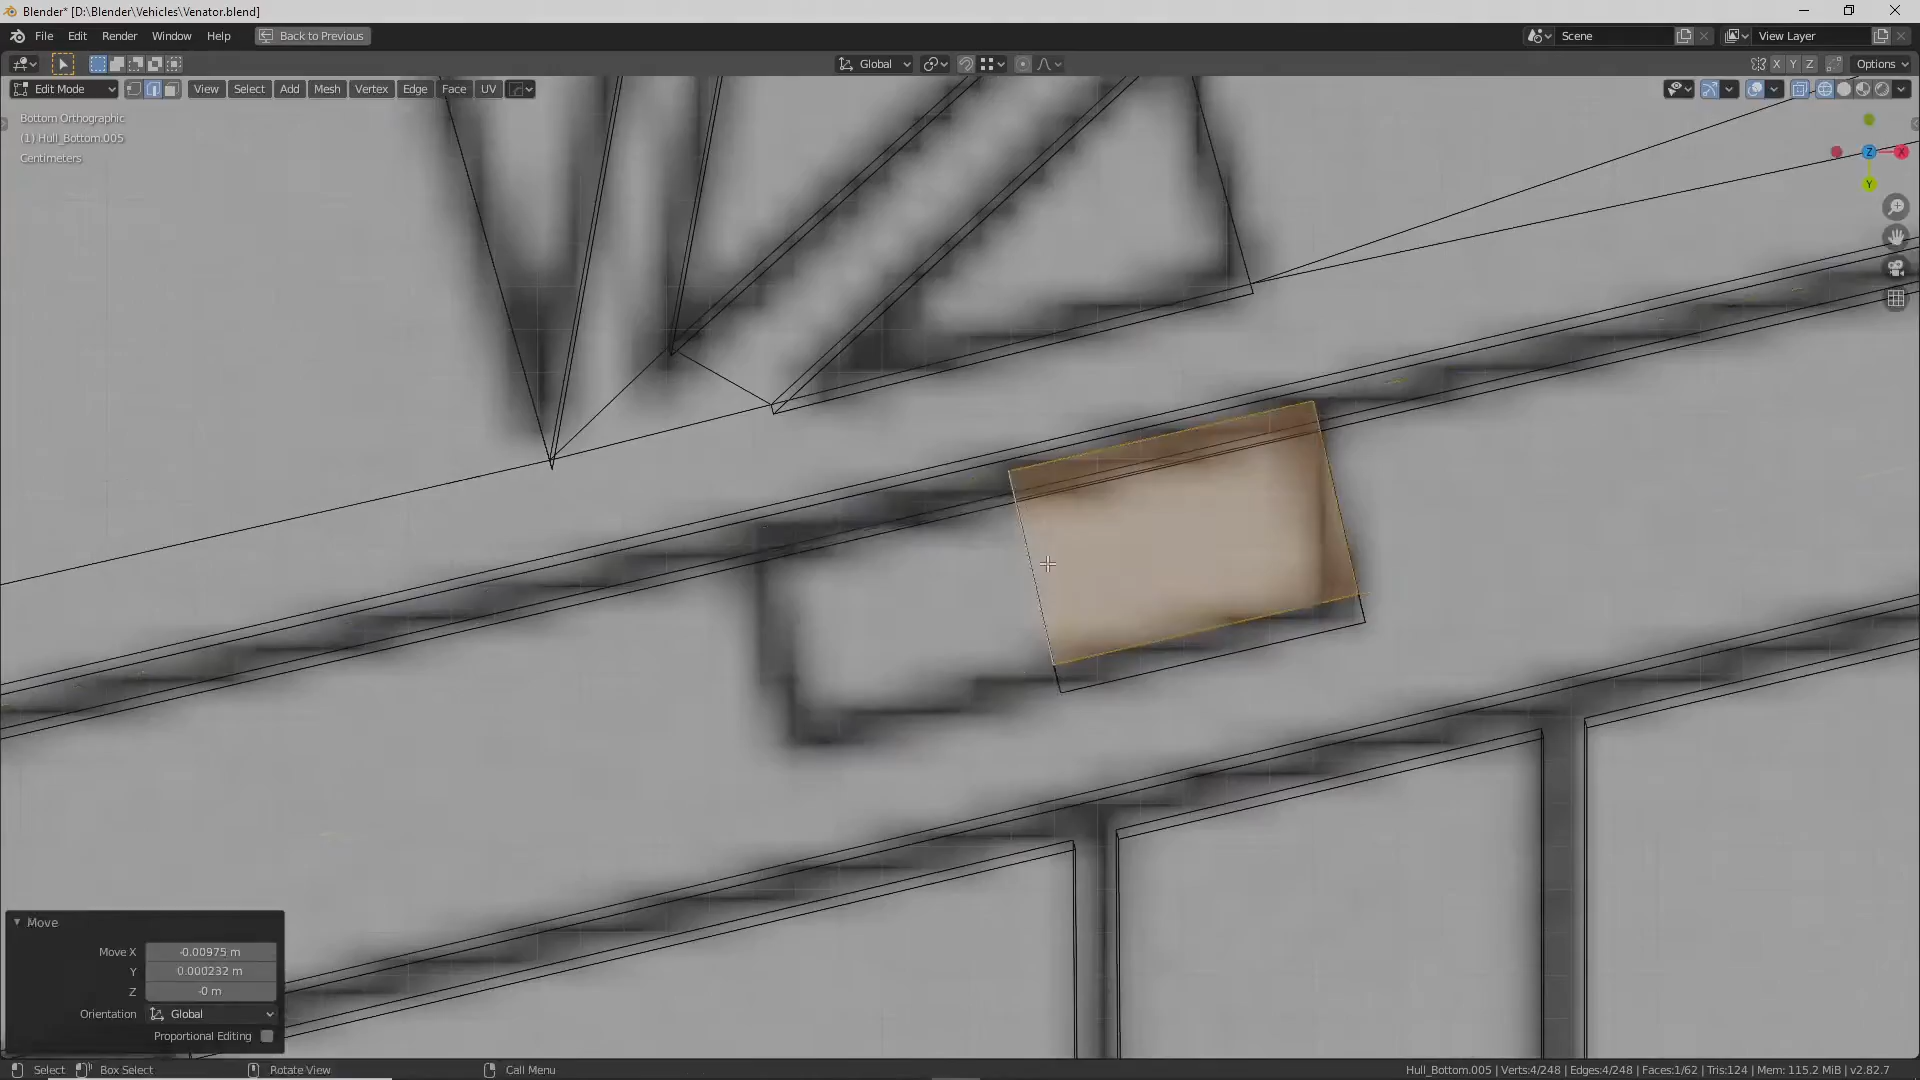 Blender* [D:\Blender\Vehicles\Venator.blend]
File Edit Render Window Help Back to Previous Scene View Layer
Global X Y Z Options
Edit Mode View Select Add Mesh Vertex Edge Face UV
Bottom Orthographic
(1) Hull_Bottom.005
Centimeters
Z X
Y
Move
Move X -0.00975 m
Y 0.000232 m
Z -0 m
Orientation Global
Proportional Editing
Select Box Select Rotate View Call Menu Hull_Bottom.005 | Verts:4/248 | Edges:4/248 | Faces:1/62 | Tris:124 | Mem: 115.2 MiB | v2.82.7